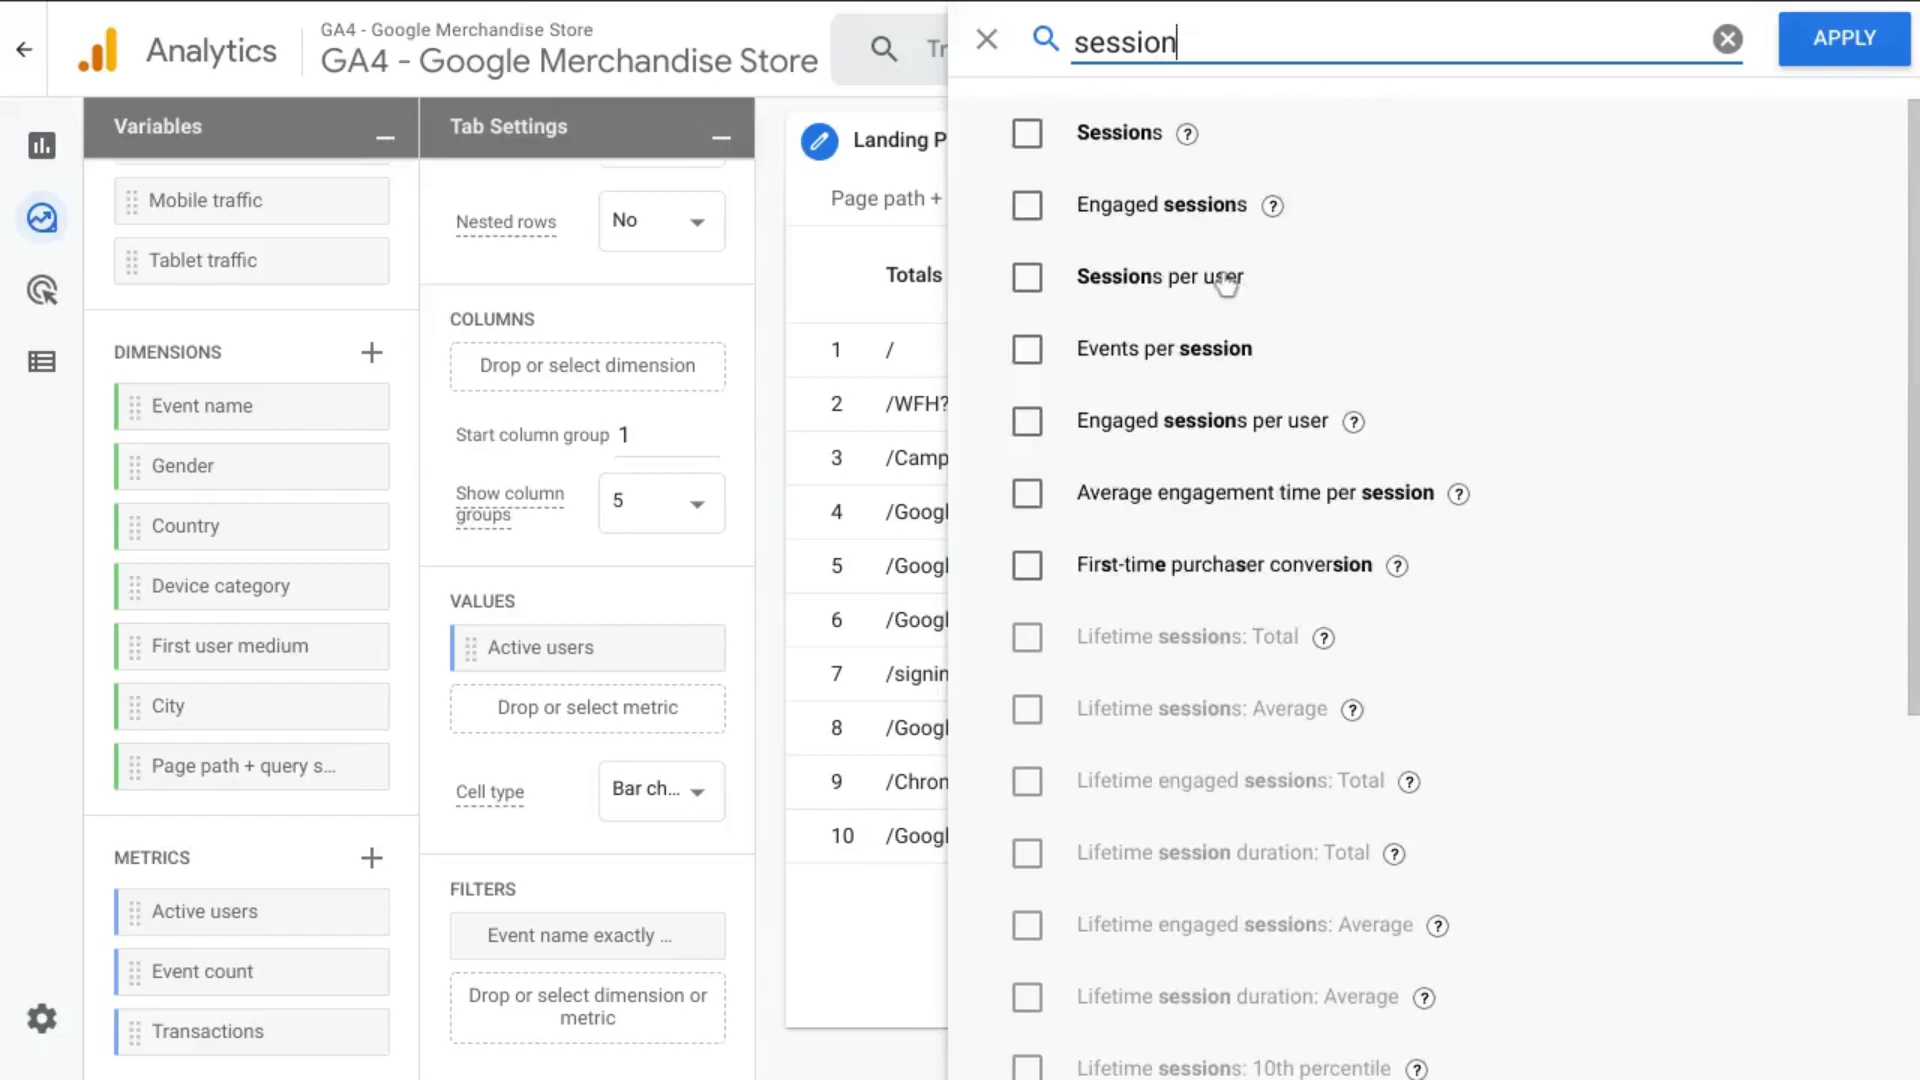 Analytics
GA4 - Google Merchandise Store
GA4 - Google Merchandise Store
Tr
session
APPLY
Variables
Mobile traffic
Tablet traffic
DIMENSIONS
Event name
Gender
Country
Device category
First user medium
City
Page path + query s...
METRICS
Active users
Event count
Transactions
Tab Settings
Nested rows
No
COLUMNS
Drop or select dimension
Start column group 1
Show column
groups
5
VALUES
Active users
Drop or select metric
Cell type
Bar ch...
FILTERS
Event name exactly ...
Drop or select dimension or
metric
Landing P
Page path +
Totals
1 /
2 /WFH?
3 /Camp
4 /Googl
5 /Googl
6 /Googl
7 /signin
8 /Googl
9 /Chron
10 /Googl
Sessions ?
Engaged sessions ?
Sessions per user
Events per session
Engaged sessions per user ?
Average engagement time per session ?
First-time purchaser conversion ?
Lifetime sessions: Total ?
Lifetime sessions: Average ?
Lifetime engaged sessions: Total ?
Lifetime session duration: Total ?
Lifetime engaged sessions: Average ?
Lifetime session duration: Average ?
Lifetime sessions: 10th percentile ?